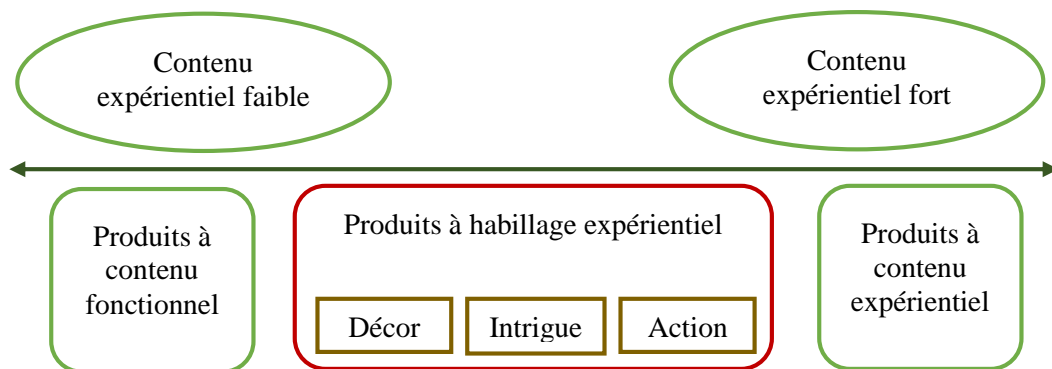 Contenu
expérientiel faible
Contenu
expérientiel fort
Produits à
contenu
fonctionnel
Produits à habillage expérientiel
Décor
Intrigue
Action
Produits à
contenu
expérientiel